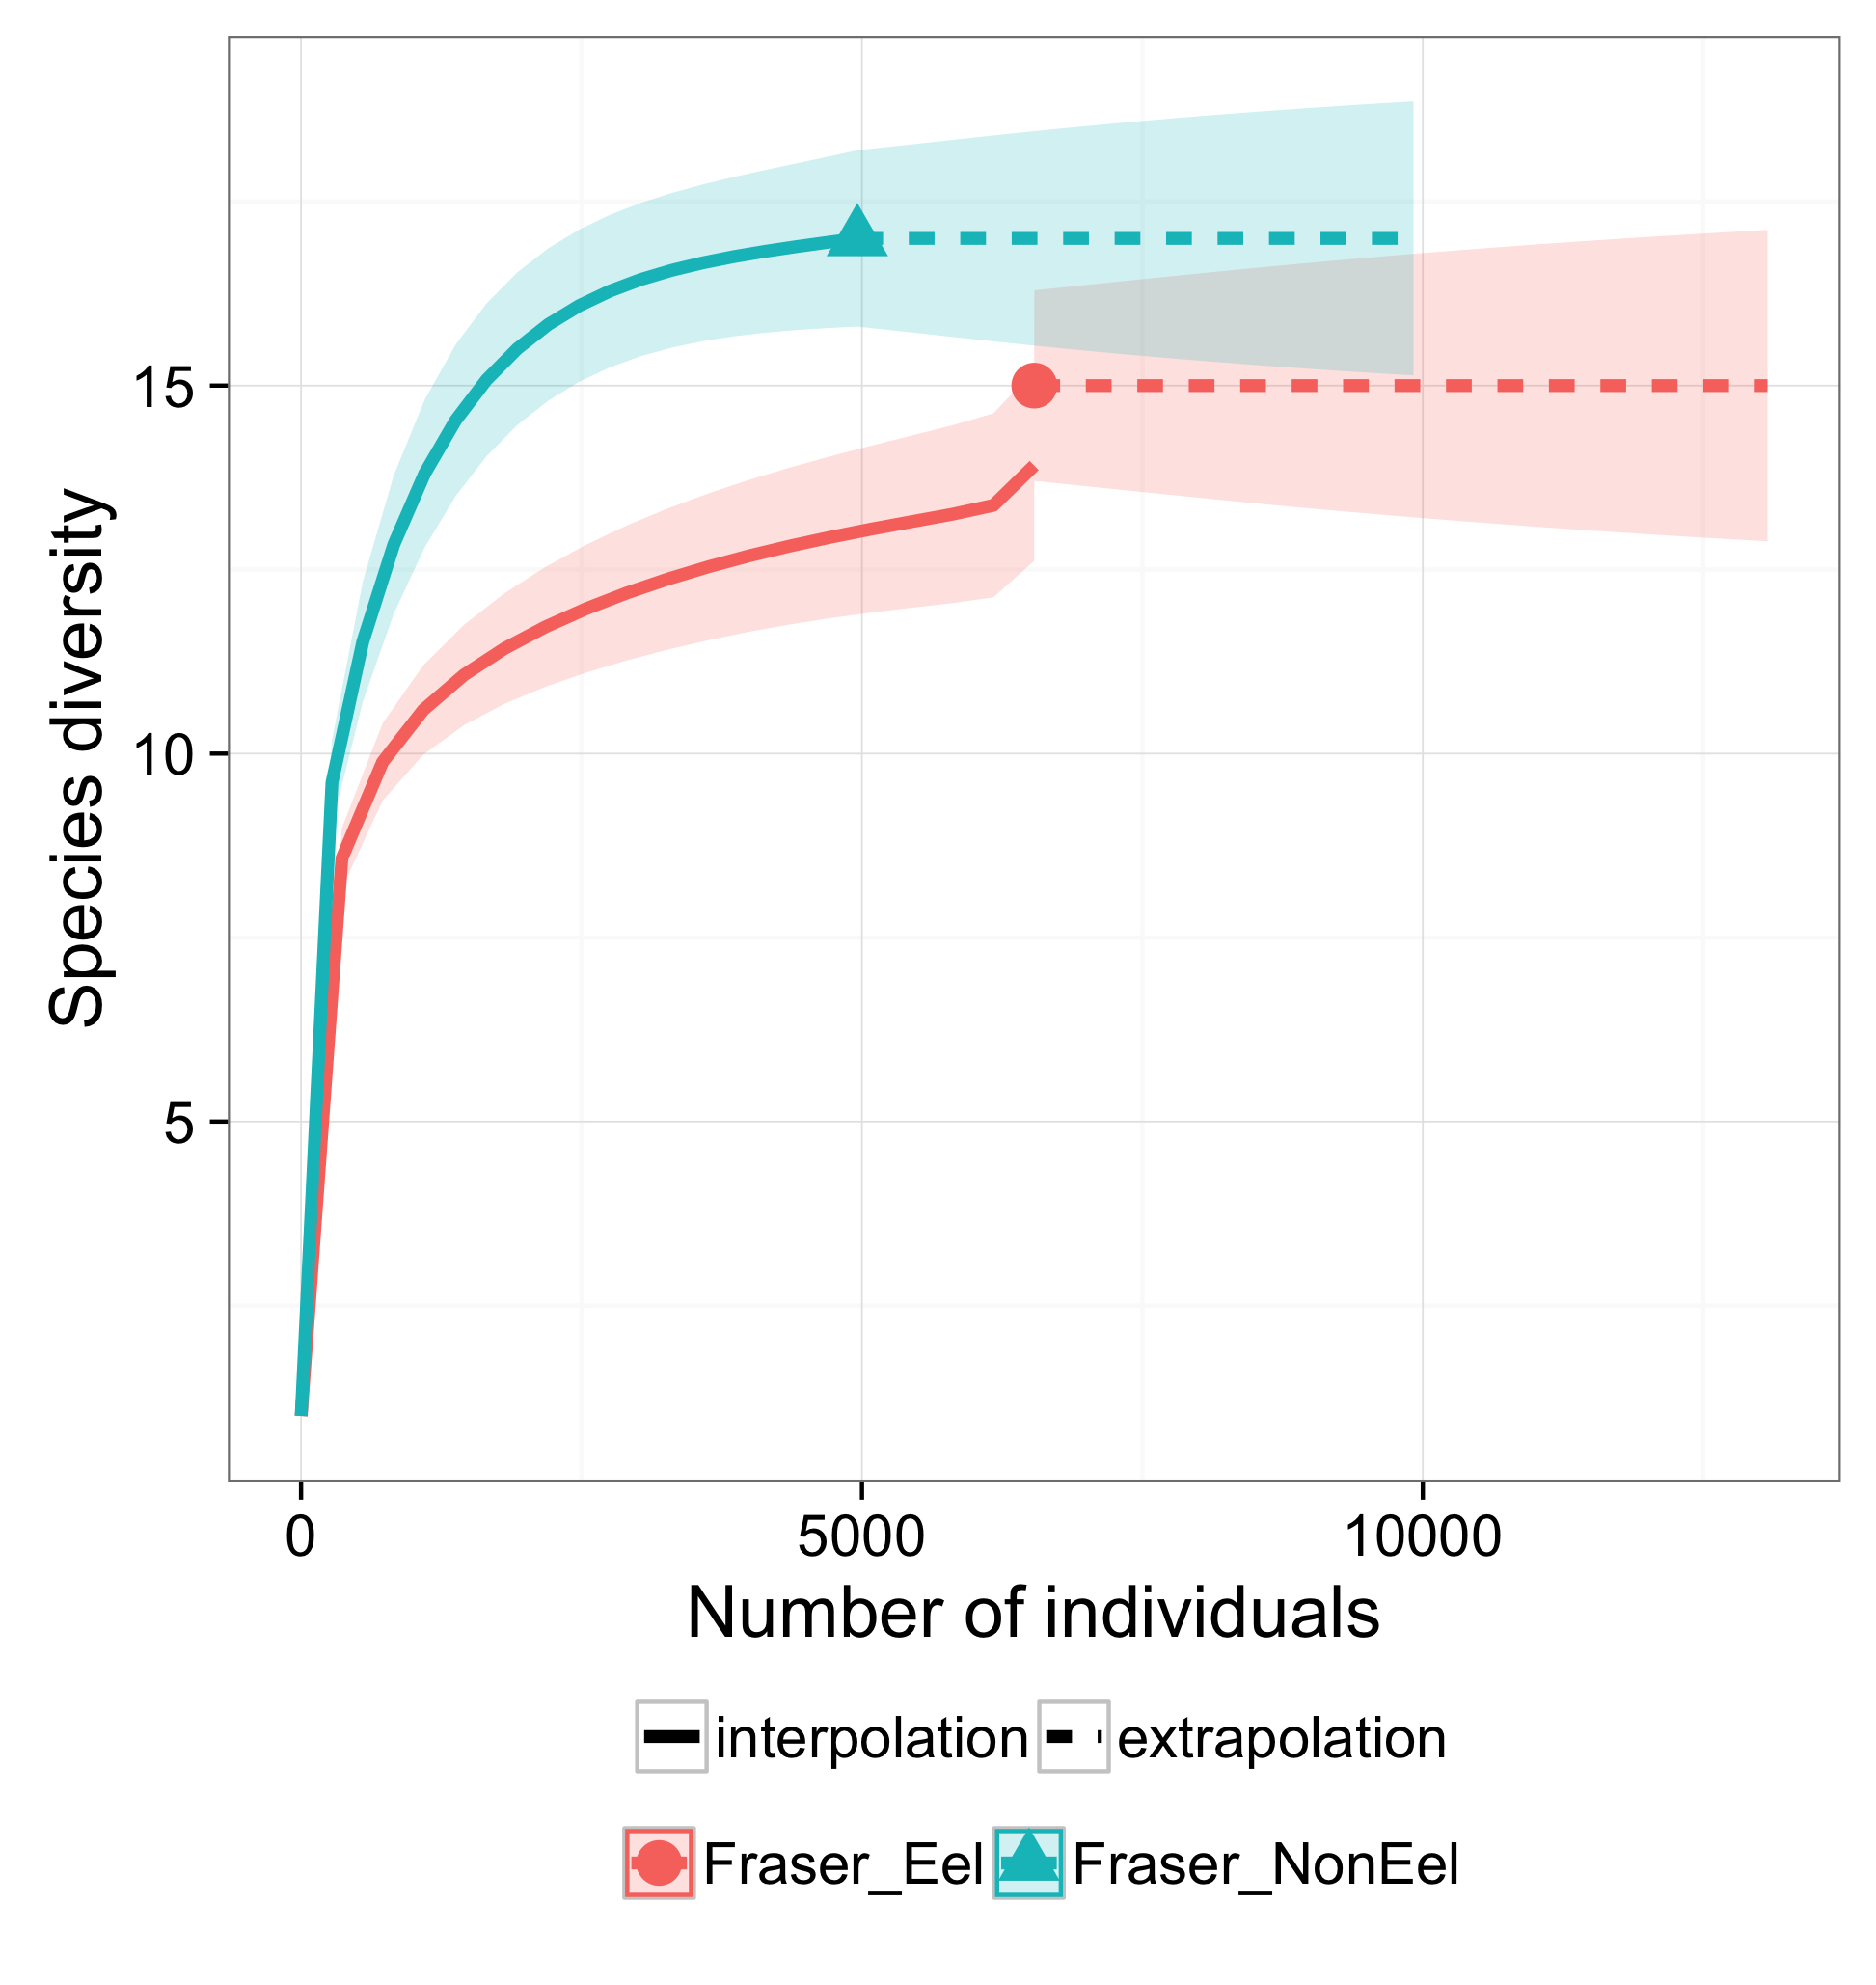 Species diversity
15
10
5
0 5000 10000
Number of individuals
interpolation extrapolation
Fraser_Eel Fraser_NonEel